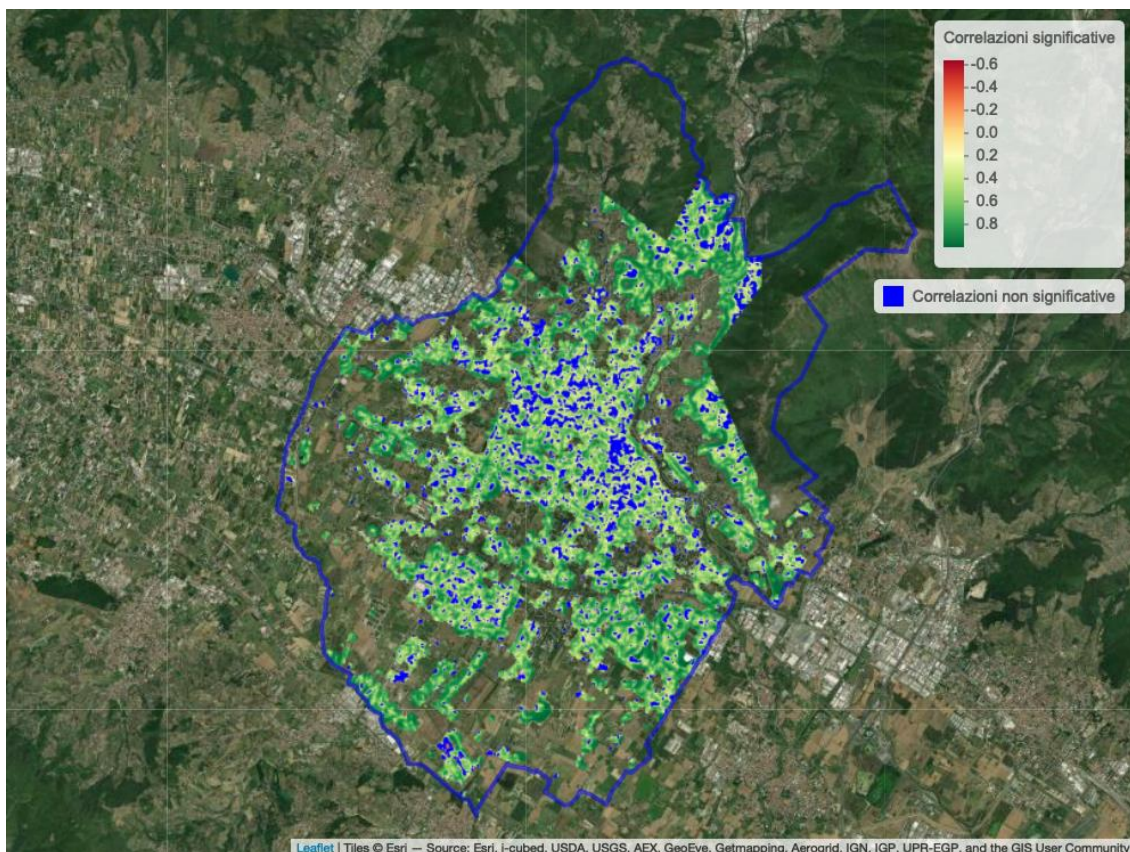 Correlazioni significative
-0.6
-0.4
-0.2
0.0
0.2
0.4
0.6
0.8
Correlazioni non significative
Leaflet | Tiles © Esri — Source: Esri, i-cubed, USDA, USGS, AEX, GeoEye, Getmapping, Aerogrid, IGN, IGP, UPR-EGP, and the GIS User Community